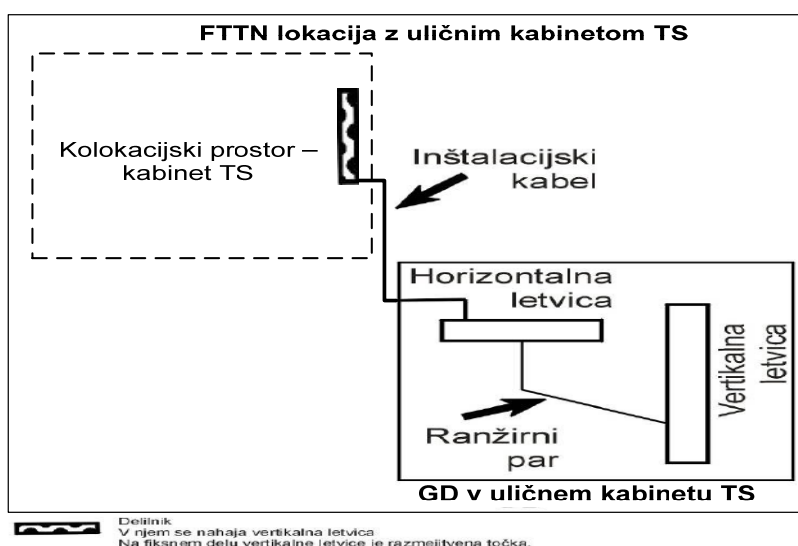 FTTN lokacija z uličnim kabinetom TS
Kolokacijski prostor –
kabinet TS
Inštalacijski
kabel
Horizontalna
letvica
Vertikalna
letvica
Ranžirni
par
GD v uličnem kabinetu TS
Delilnik
V njem se nahaja vertikalna letvica
Na fiksnem delu vertikalne letvice je razmejitvena točka.